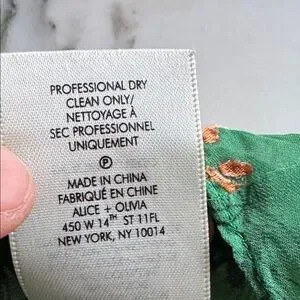 PROFESSIONAL DRY
CLEAN ONLY/
NETTOYAGE À
SEC PROFESSIONNEL
UNIQUEMENT
P
MADE IN CHINA
FABRIQUÉ EN CHINE
ALICE + OLIVIA
450 W 14TH ST 11FL
NEW YORK, NY 10014